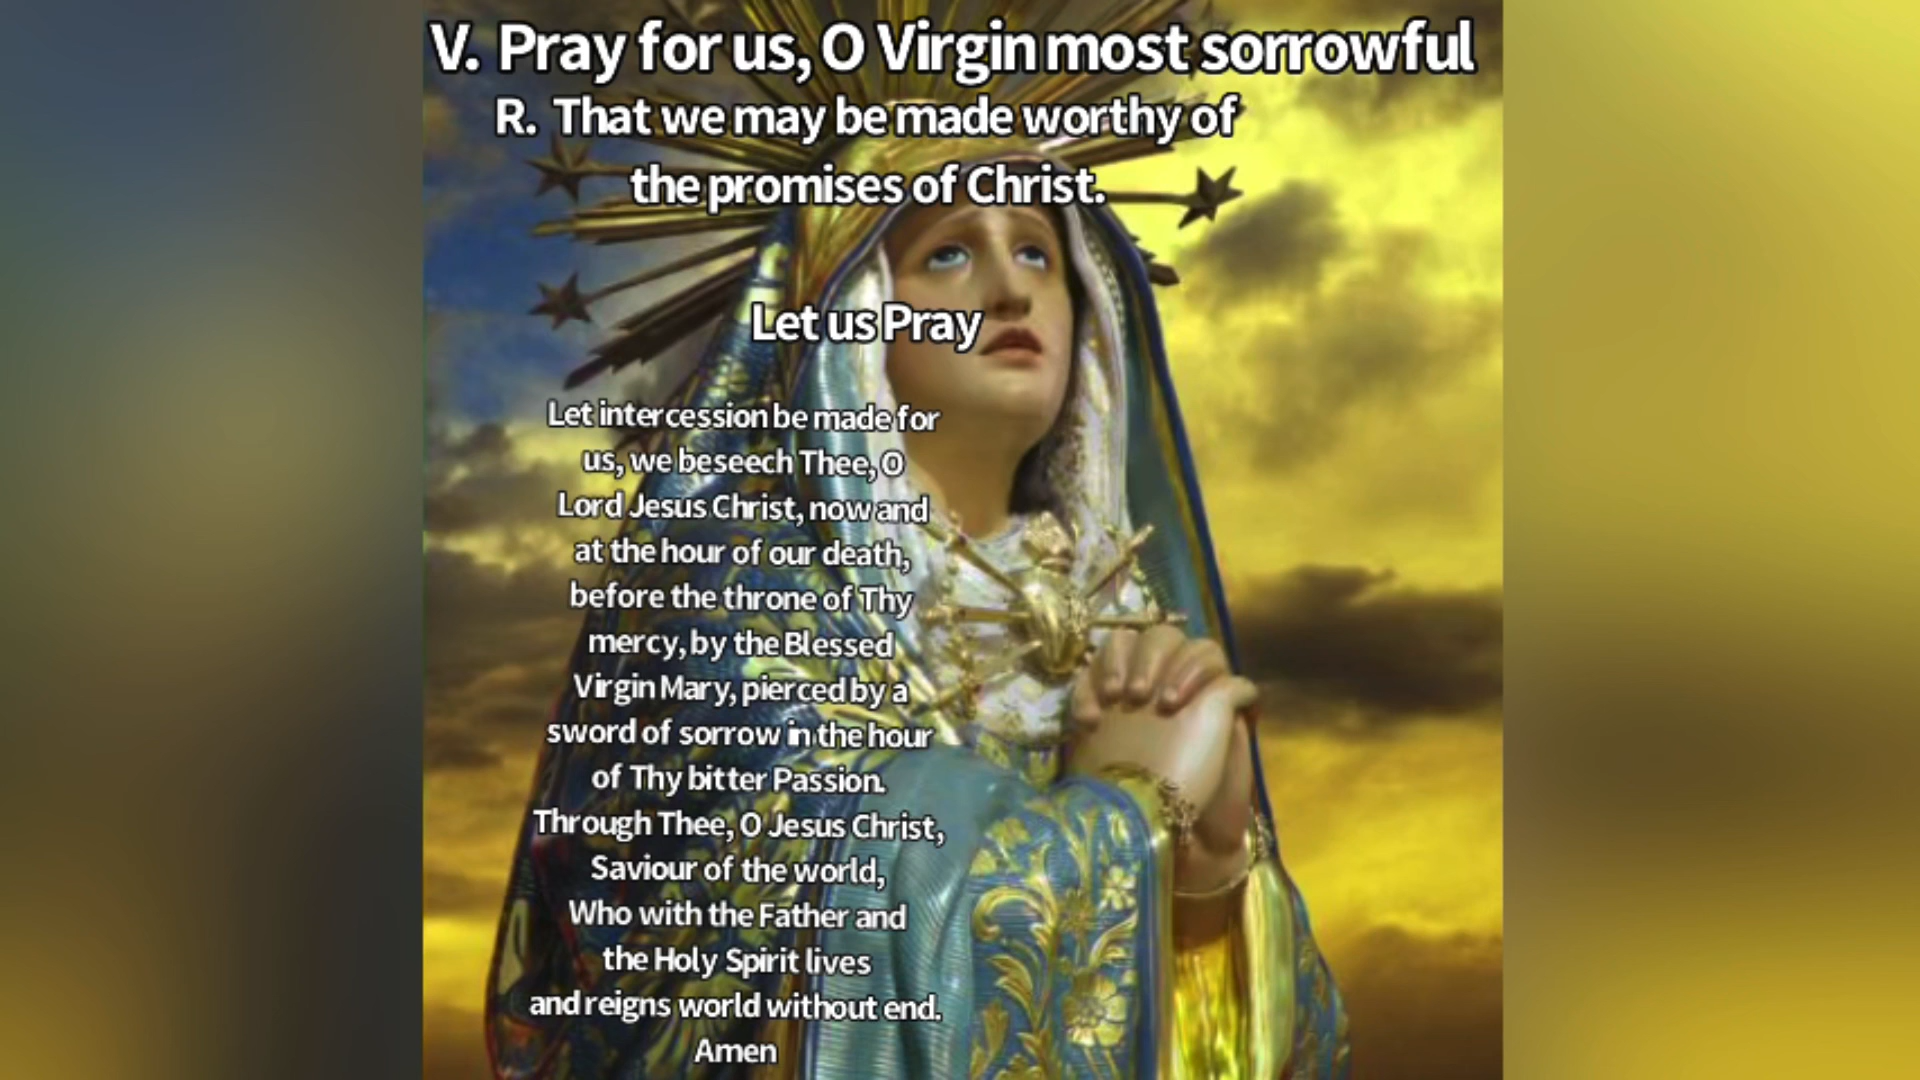 V. Pray for us, O Virgin most sorrowful
R. That we may be made worthy of
the promises of Christ.
Let us Pray
Let intercession be made for
us, we beseech Thee, O
Lord Jesus Christ, now and
at the hour of our death,
before the throne of Thy
mercy, by the Blessed
Virgin Mary, pierced by a
sword of sorrow in the hour
of Thy bitter Passion.
Through Thee, O Jesus Christ,
Saviour of the world,
Who with the Father and
the Holy Spirit lives
and reigns world without end.
Amen